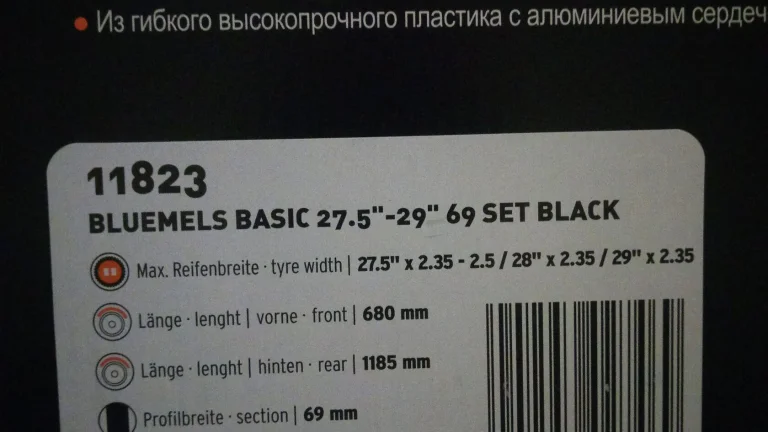 • Из гибкого высокопрочного пластика с алюминиевым сердеч
11823
BLUEMELS BASIC 27.5"-29" 69 SET BLACK
Max. Reifenbreite · tyre width | 27.5" x 2.35 - 2.5 / 28" x 2.35 / 29" x 2.35
Länge · lenght | vorne · front | 680 mm
Länge · lenght | hinten · rear | 1185 mm
Profilbreite · section | 69 mm